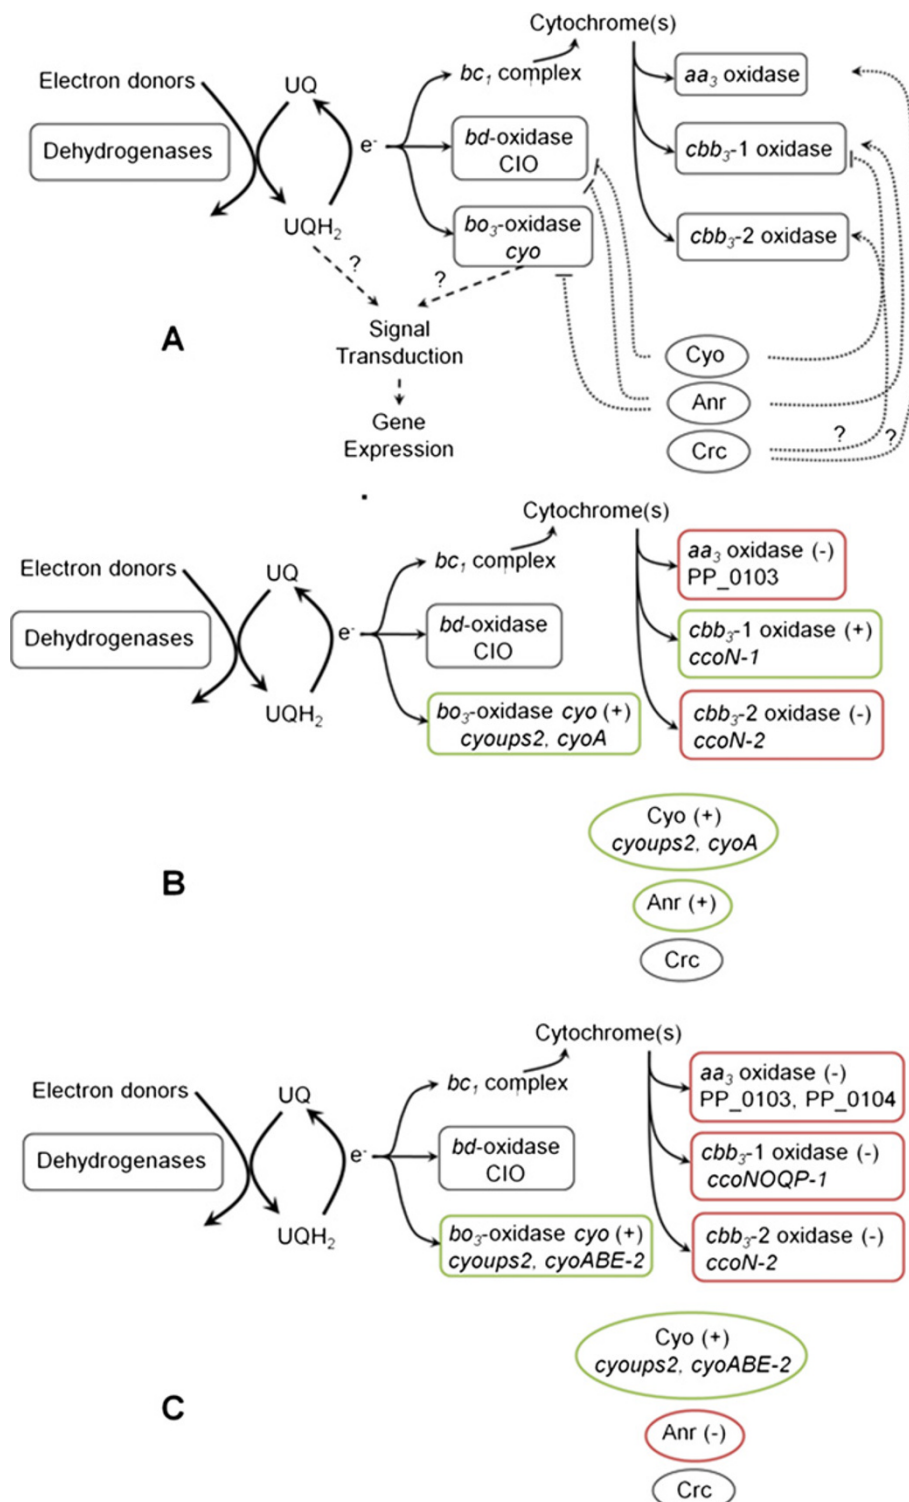 Cytochrome(s)
Electron donors
UQ
bc₁ complex
aa₃ oxidase
Dehydrogenases
e⁻
bd-oxidase
CIO
cbb₃-1 oxidase
UQH₂
bo₃-oxidase
cyo
cbb₃-2 oxidase
?
?
A
Signal
Transduction
Cyo
Anr
Gene
Expression
Crc
?
?
Cytochrome(s)
Electron donors
UQ
bc₁ complex
aa₃ oxidase (-)
PP_0103
Dehydrogenases
e⁻
bd-oxidase
CIO
cbb₃-1 oxidase (+)
ccoN-1
UQH₂
bo₃-oxidase cyo (+)
cyoups2, cyoA
cbb₃-2 oxidase (-)
ccoN-2
Cyo (+)
cyoups2, cyoA
B
Anr (+)
Crc
Cytochrome(s)
Electron donors
UQ
bc₁ complex
aa₃ oxidase (-)
PP_0103, PP_0104
Dehydrogenases
e⁻
bd-oxidase
CIO
cbb₃-1 oxidase (-)
ccoNOQP-1
UQH₂
bo₃-oxidase cyo (+)
cyoups2, cyoABE-2
cbb₃-2 oxidase (-)
ccoN-2
Cyo (+)
cyoups2, cyoABE-2
C
Anr (-)
Crc